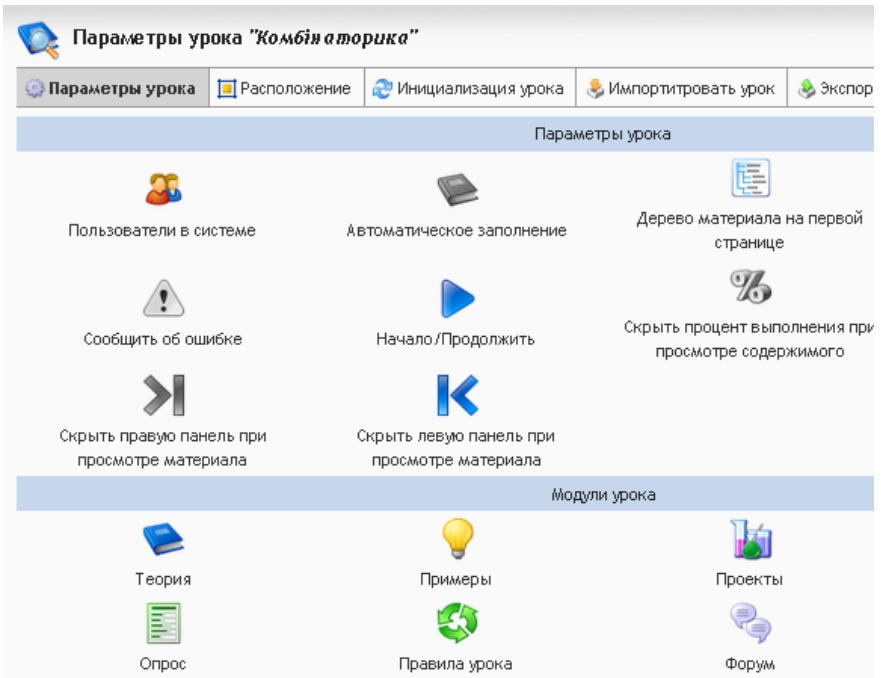 Параметры урока "Комбінаторика"
Параметры урока
Расположение
Инициализация урока
Импортитровать урок
Экспор
Параметры урока
Пользователи в системе
Автоматическое заполнение
Дерево материала на первой
странице
Сообщить об ошибке
Начало/Продолжить
Скрыть процент выполнения при
просмотре содержимого
Скрыть правую панель при
просмотре материала
Скрыть левую панель при
просмотре материала
Модули урока
Теория
Примеры
Проекты
Опрос
Правила урока
Форум